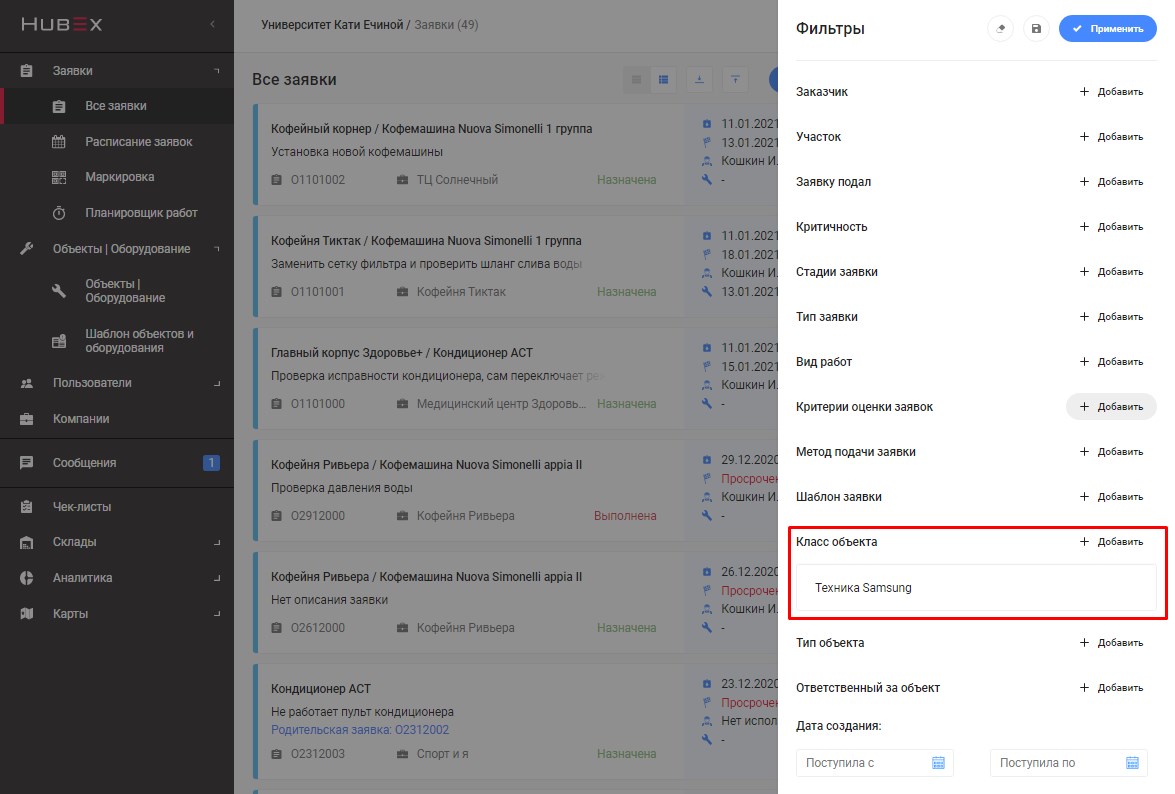 HUBEX
Заявки
Все заявки
Расписание заявок
Маркировка
Планировщик работ
Объекты | Оборудование
Объекты |
Оборудование
Шаблон объектов и
оборудования
Пользователи
Компании
Сообщения
1
Чек-листы
Склады
Аналитика
Карты
Университет Кати Ечиной / Заявки (49)
Все заявки
Кофейный корнер / Кофемашина Nuova Simonelli 1 группа
Установка новой кофемашины
О1101002
ТЦ Солнечный
Назначена
11.01.2021
13.01.2021
Кошкин И.
-
Кофейня Тиктак / Кофемашина Nuova Simonelli 1 группа
Заменить сетку фильтра и проверить шланг слива воды
О1101001
Кофейня Тиктак
Назначена
11.01.2021
18.01.2021
Кошкин И.
13.01.2021
Главный корпус Здоровье+ / Кондиционер АСТ
Проверка исправности кондиционера, сам переключает ре
О1101000
Медицинский центр Здоровь...
Назначена
11.01.2021
15.01.2021
Кошкин И.
-
Кофейня Ривьера / Кофемашина Nuova Simonelli appia II
Проверка давления воды
О2912000
Кофейня Ривьера
Выполнена
29.12.2020
Просрочен
Кошкин И.
-
Кофейня Ривьера / Кофемашина Nuova Simonelli appia II
Нет описания заявки
О2612000
Кофейня Ривьера
Назначена
26.12.2020
Просрочен
Кошкин И.
-
Кондиционер АСТ
Не работает пульт кондиционера
Родительская заявка: О2312002
О2312003
Спорт и я
Назначена
23.12.2020
Просрочен
Нет испол
-
Фильтры
Применить
Заказчик
+ Добавить
Участок
+ Добавить
Заявку подал
+ Добавить
Критичность
+ Добавить
Стадии заявки
+ Добавить
Тип заявки
+ Добавить
Вид работ
+ Добавить
Критерии оценки заявок
+ Добавить
Метод подачи заявки
+ Добавить
Шаблон заявки
+ Добавить
Класс объекта
+ Добавить
Техника Samsung
Тип объекта
+ Добавить
Ответственный за объект
+ Добавить
Дата создания:
Поступила с
Поступила по